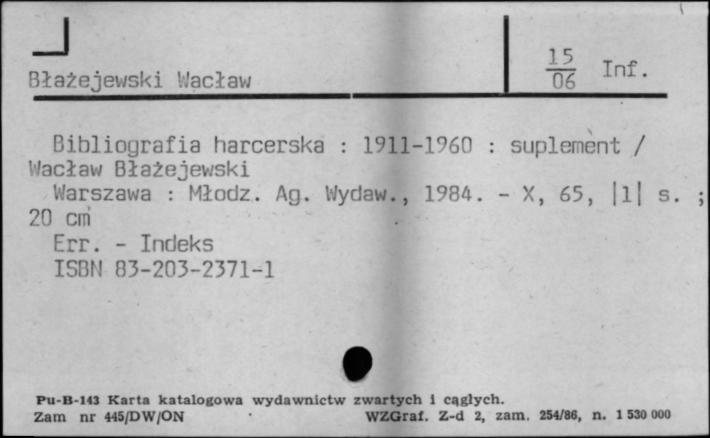 Błażejewski Wacław
15
06 Inf.
Bibliografia harcerska : 1911-1960 : suplement /
Wacław Błażejewski
Warszawa : Młodz. Ag. Wydaw., 1984. - X, 65, |1| s. ;
20 cm
Err. - Indeks
ISBN 83-203-2371-1
Pu-B-143 Karta katalogowa wydawnictw zwartych i cągłych.
Zam nr 445/DW/ON WZGraf. Z-d 2, zam. 254/86, n. 1 530 000